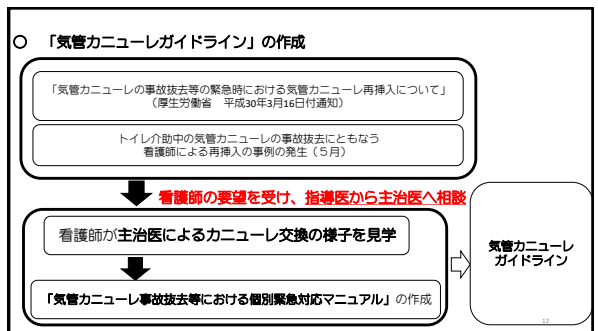 ○ 「気管カニューレガイドライン」の作成
「気管カニューレの事故抜去等の緊急時における気管カニューレ再挿入について」
（厚生労働省　平成30年3月16日付通知）
トイレ介助中の気管カニューレの事故抜去にともなう
看護師による再挿入の事例の発生（５月）
看護師の要望を受け、指導医から主治医へ相談
看護師が主治医によるカニューレ交換の様子を見学
「気管カニューレ事故抜去等における個別緊急対応マニュアル」の作成
気管カニューレ
ガイドライン
12